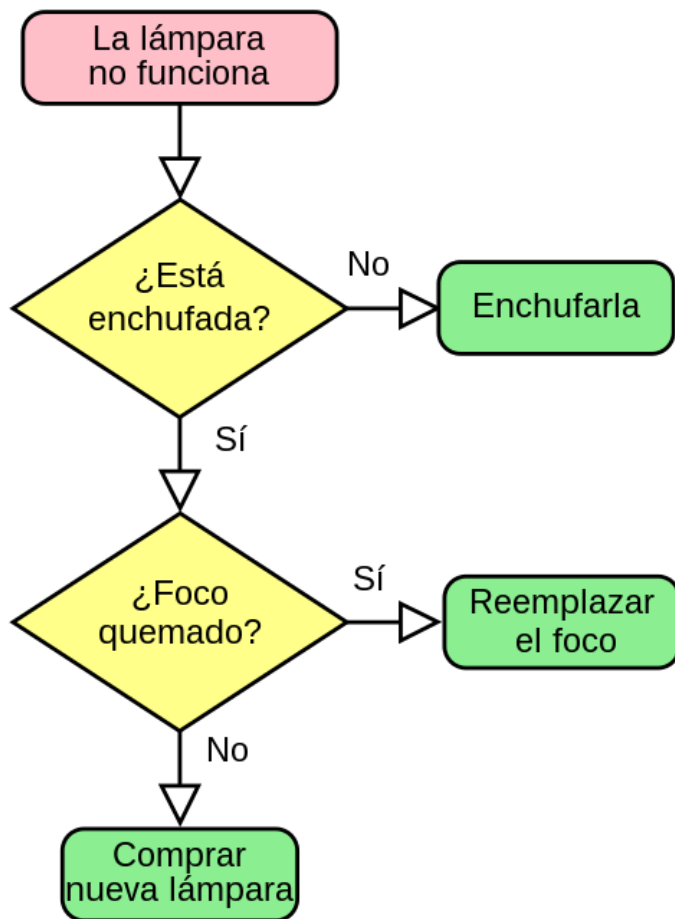 La lámpara
no funciona
¿Está
enchufada?
No
Enchufarla
Sí
¿Foco
quemado?
Sí
Reemplazar
el foco
No
Comprar
nueva lámpara